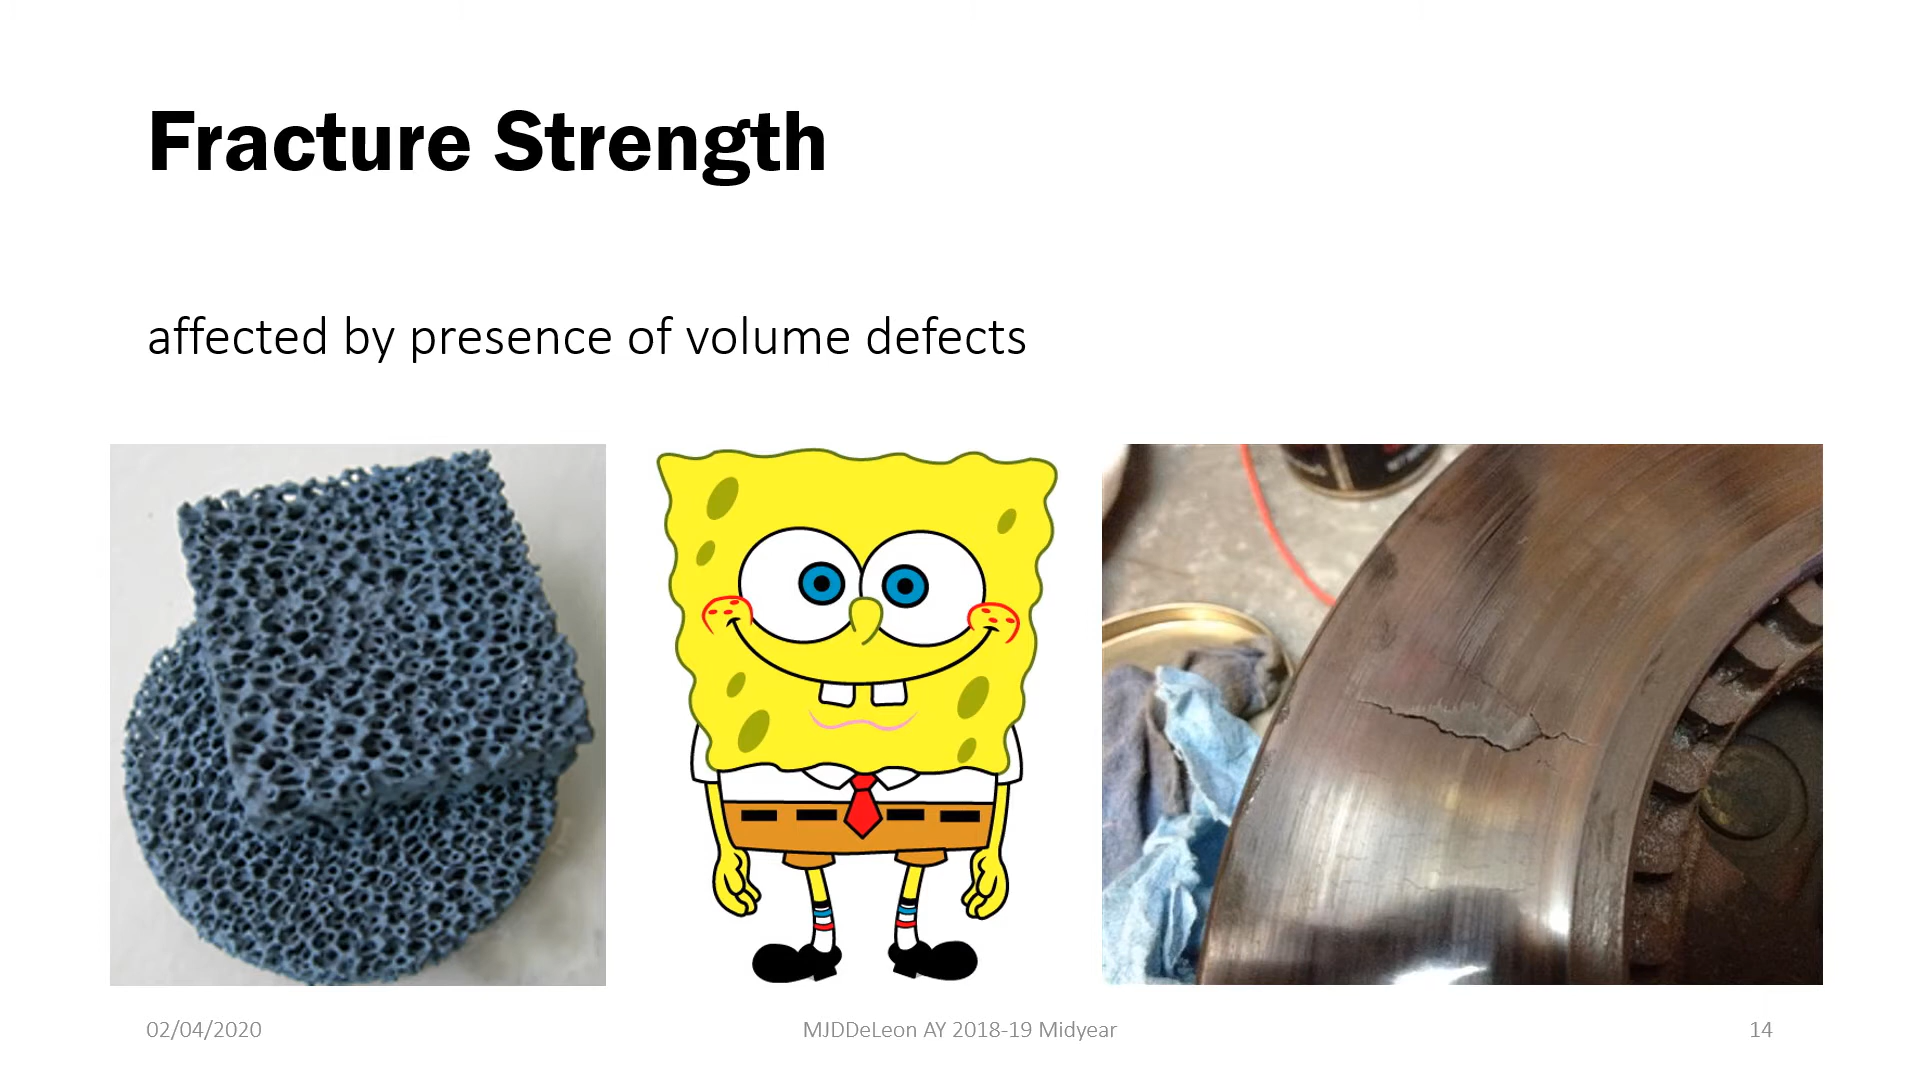 Fracture Strength
affected by presence of volume defects
02/04/2020
MJDDeLeon AY 2018-19 Midyear
14